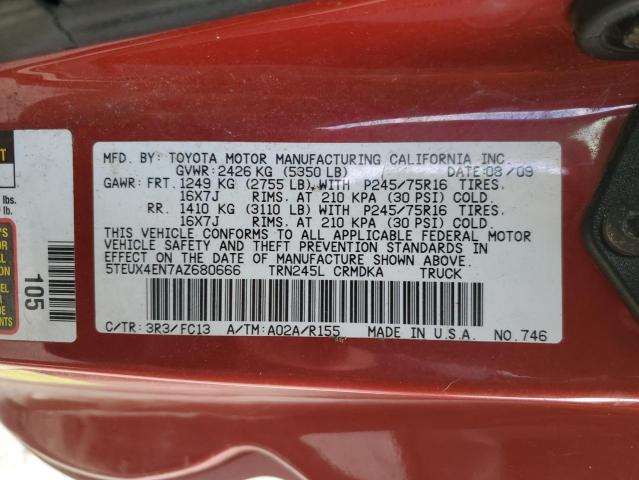 MFD. BY: TOYOTA MOTOR MANUFACTURING CALIFORNIA INC.
GVWR: 2426 KG (5350 LB) DATE:08/09
GAWR: FRT. 1249 KG (2755 LB) WITH P245/75R16 TIRES.
16X7J RIMS. AT 210 KPA (30 PSI) COLD.
RR. 1410 KG (3110 LB) WITH P245/75R16 TIRES.
16X7J RIMS. AT 210 KPA (30 PSI) COLD.
THIS VEHICLE CONFORMS TO ALL APPLICABLE FEDERAL MOTOR
VEHICLE SAFETY AND THEFT PREVENTION STANDARDS IN
EFFECT ON THE DATE OF MANUFACTURE SHOWN ABOVE.
5TEUX4EN7AZ680666 TRN245L CRMDKA TRUCK
C/TR: 3R3/FC13 A/TM: A02A/R155 MADE IN U.S.A. NO.746
lbs.
lb.
105